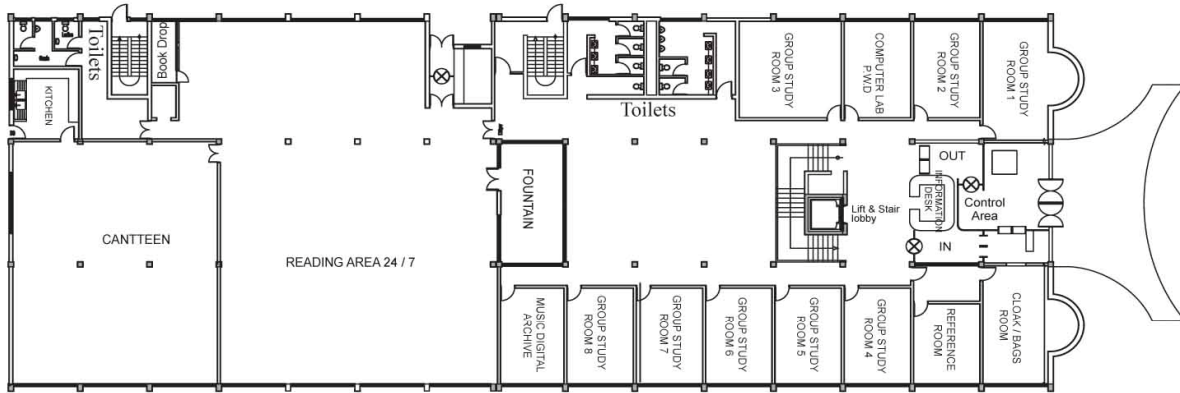 Toilets
Book Drop
KITCHEN
CANTTEEN
READING AREA 24 / 7
FOUNTAIN
Toilets
GROUP STUDY
ROOM 3
COMPUTER LAB
P.W.D
GROUP STUDY
ROOM 2
GROUP STUDY
ROOM 1
OUT
INFORMATION
DESK
Control
Area
Lift & Stair
lobby
IN
MUSIC DIGITAL
ARCHIVE
GROUP STUDY
ROOM 8
GROUP STUDY
ROOM 7
GROUP STUDY
ROOM 6
GROUP STUDY
ROOM 5
GROUP STUDY
ROOM 4
REFERENCE
ROOM
CLOAK / BAGS
ROOM